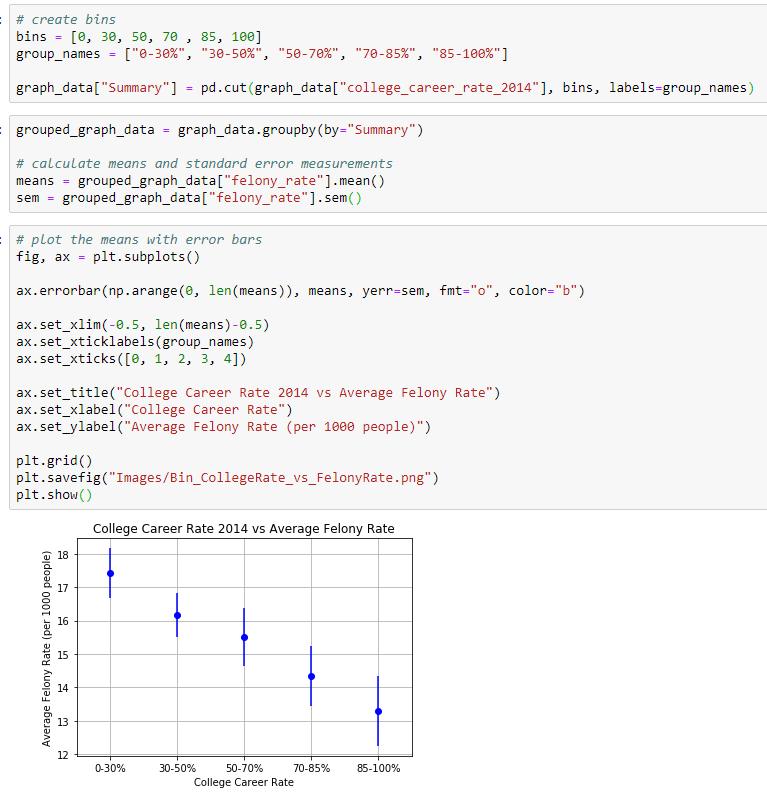 # create bins
bins = [0, 30, 50, 70 , 85, 100]
group_names = ["0-30%", "30-50%", "50-70%", "70-85%", "85-100%"]
graph_data["Summary"] = pd.cut(graph_data["college_career_rate_2014"], bins, labels=group_names)
grouped_graph_data = graph_data.groupby(by="Summary")
# calculate means and standard error measurements
means = grouped_graph_data["felony_rate"].mean()
sem = grouped_graph_data["felony_rate"].sem()
# plot the means with error bars
fig, ax = plt.subplots()
ax.errorbar(np.arange(0, len(means)), means, yerr=sem, fmt="o", color="b")
ax.set_xlim(-0.5, len(means)-0.5)
ax.set_xticklabels(group_names)
ax.set_xticks([0, 1, 2, 3, 4])
ax.set_title("College Career Rate 2014 vs Average Felony Rate")
ax.set_xlabel("College Career Rate")
ax.set_ylabel("Average Felony Rate (per 1000 people)")
plt.grid()
plt.savefig("Images/Bin_CollegeRate_vs_FelonyRate.png")
plt.show()
College Career Rate 2014 vs Average Felony Rate
Average Felony Rate (per 1000 people)
18
17
16
15
14
13
12
0-30% 30-50% 50-70% 70-85% 85-100%
College Career Rate